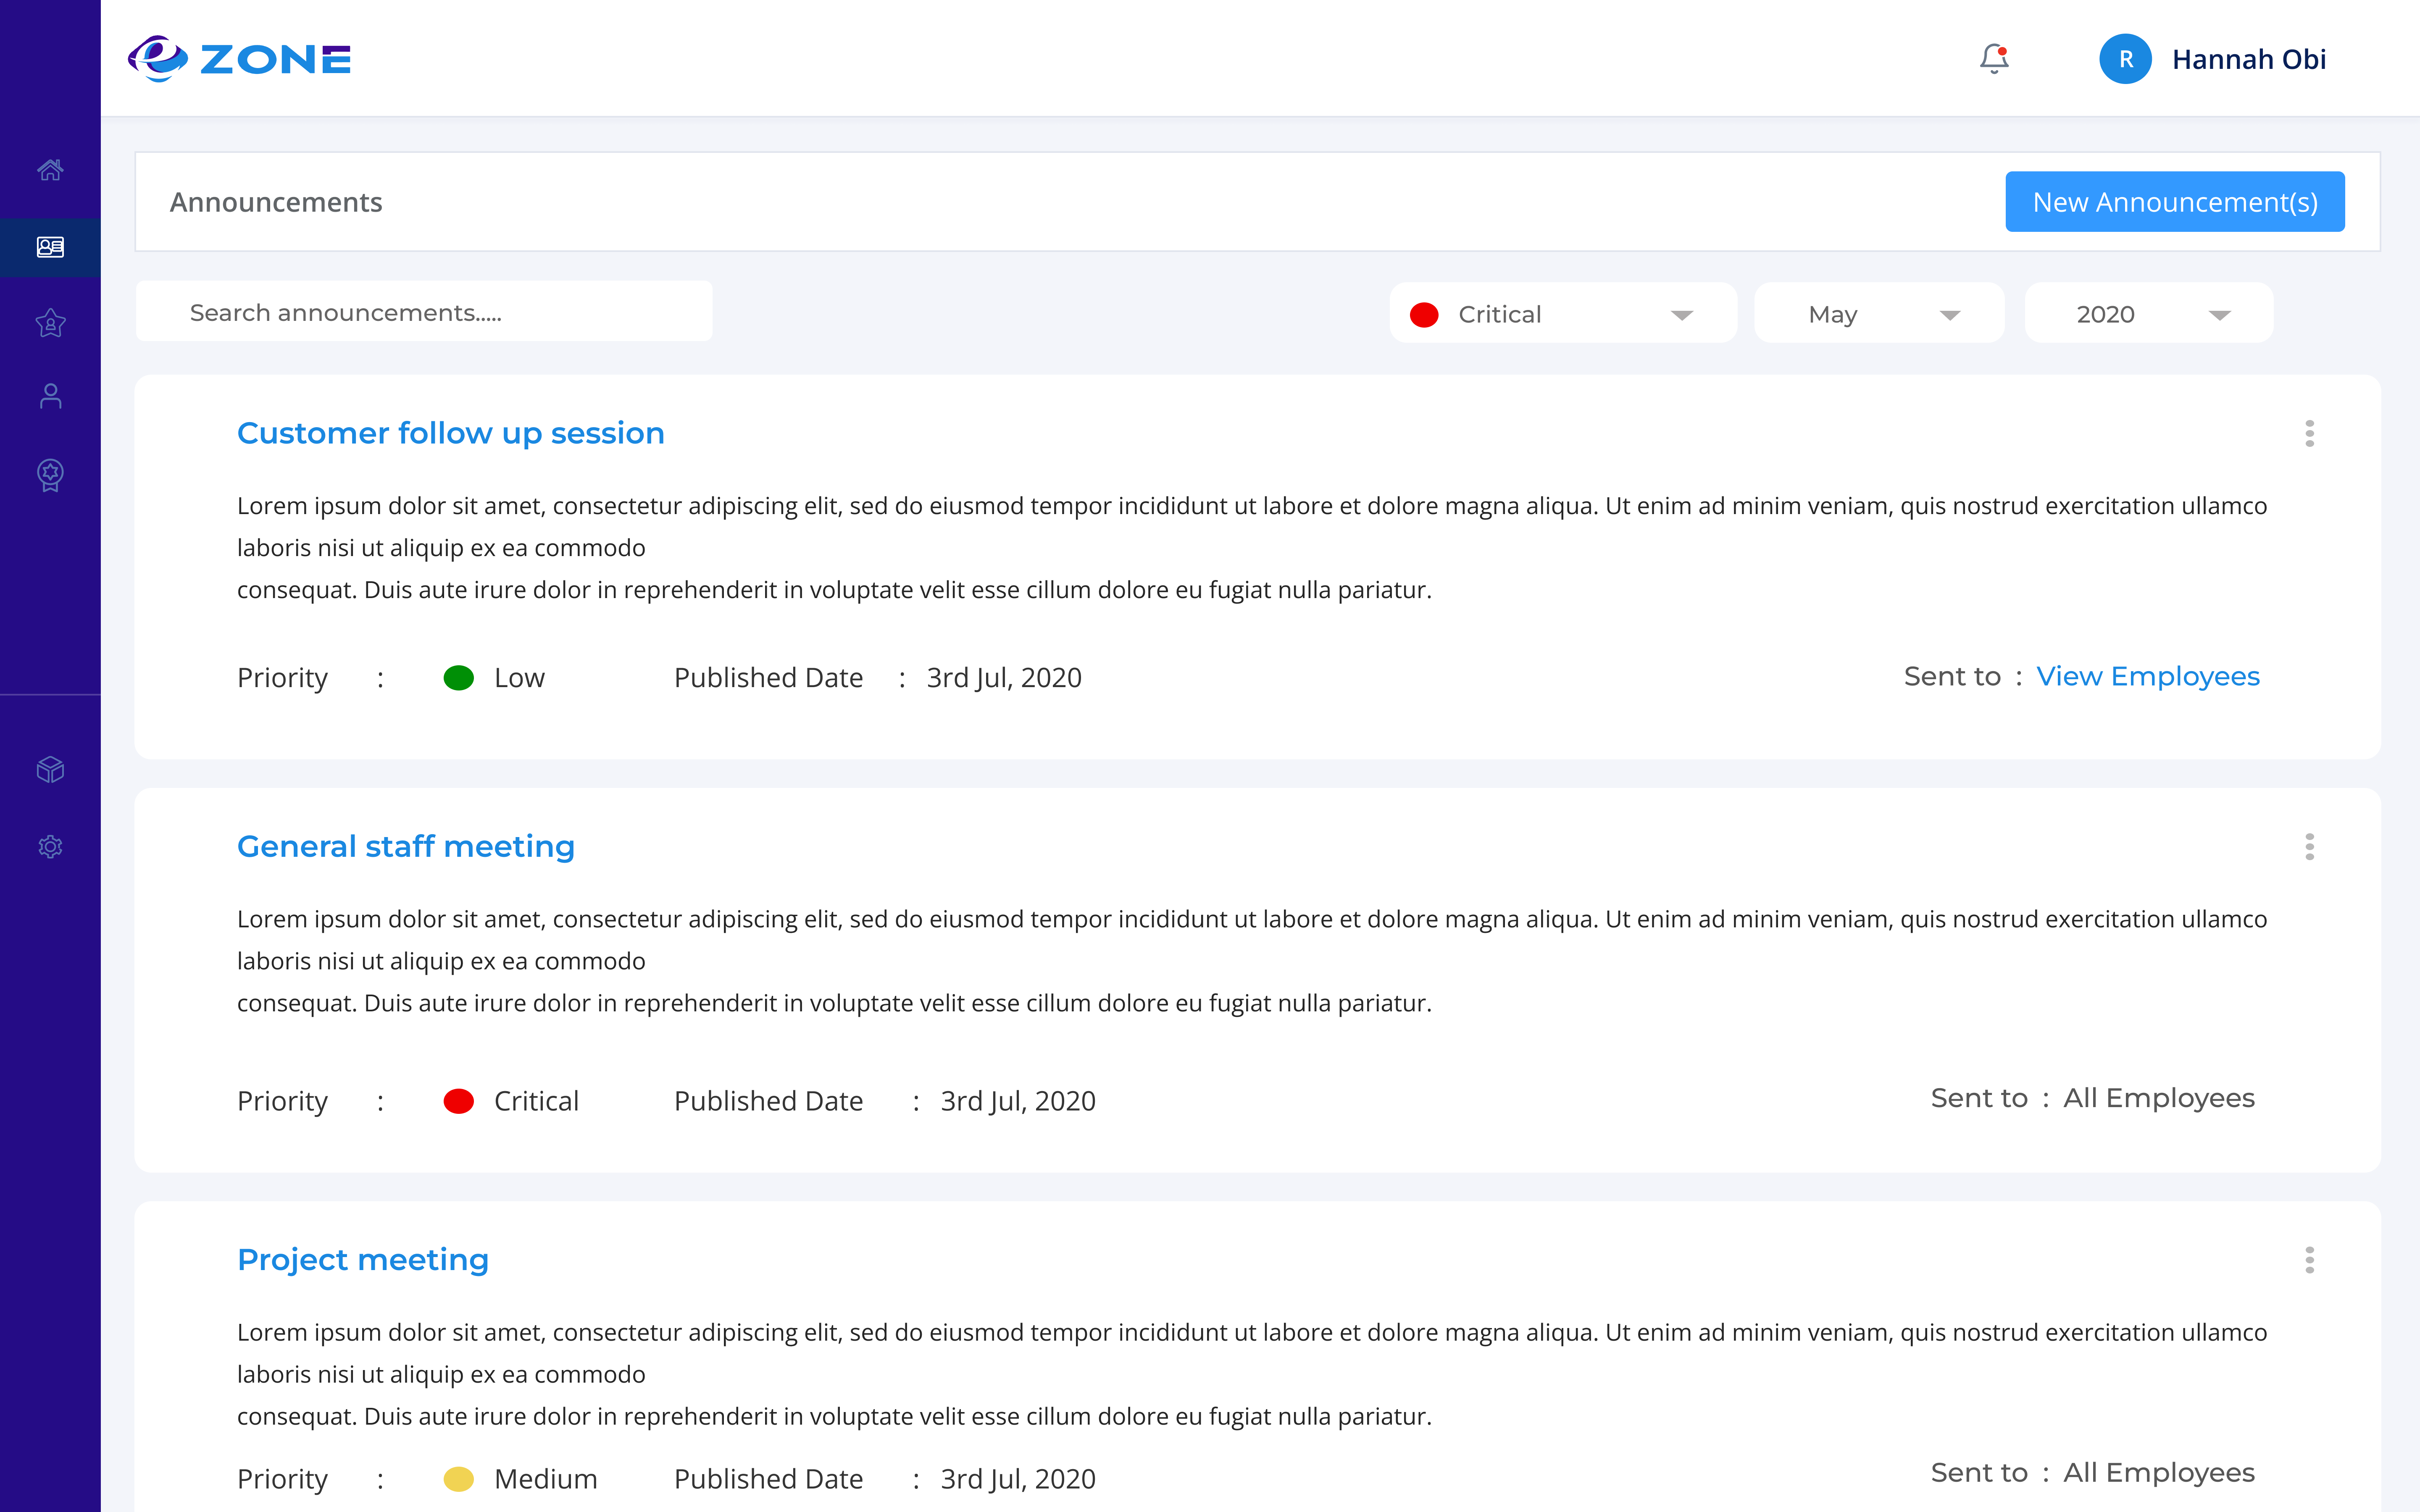 e ZONE
R Hannah Obi
Announcements
New Announcement(s)
Search announcements.....
Critical May 2020
Customer follow up session
Lorem ipsum dolor sit amet, consectetur adipiscing elit, sed do eiusmod tempor incididunt ut labore et dolore magna aliqua. Ut enim ad minim veniam, quis nostrud exercitation ullamco
laboris nisi ut aliquip ex ea commodo
consequat. Duis aute irure dolor in reprehenderit in voluptate velit esse cillum dolore eu fugiat nulla pariatur.
Priority : Low Published Date : 3rd Jul, 2020 Sent to : View Employees
General staff meeting
Lorem ipsum dolor sit amet, consectetur adipiscing elit, sed do eiusmod tempor incididunt ut labore et dolore magna aliqua. Ut enim ad minim veniam, quis nostrud exercitation ullamco
laboris nisi ut aliquip ex ea commodo
consequat. Duis aute irure dolor in reprehenderit in voluptate velit esse cillum dolore eu fugiat nulla pariatur.
Priority : Critical Published Date : 3rd Jul, 2020 Sent to : All Employees
Project meeting
Lorem ipsum dolor sit amet, consectetur adipiscing elit, sed do eiusmod tempor incididunt ut labore et dolore magna aliqua. Ut enim ad minim veniam, quis nostrud exercitation ullamco
laboris nisi ut aliquip ex ea commodo
consequat. Duis aute irure dolor in reprehenderit in voluptate velit esse cillum dolore eu fugiat nulla pariatur.
Priority : Medium Published Date : 3rd Jul, 2020 Sent to : All Employees